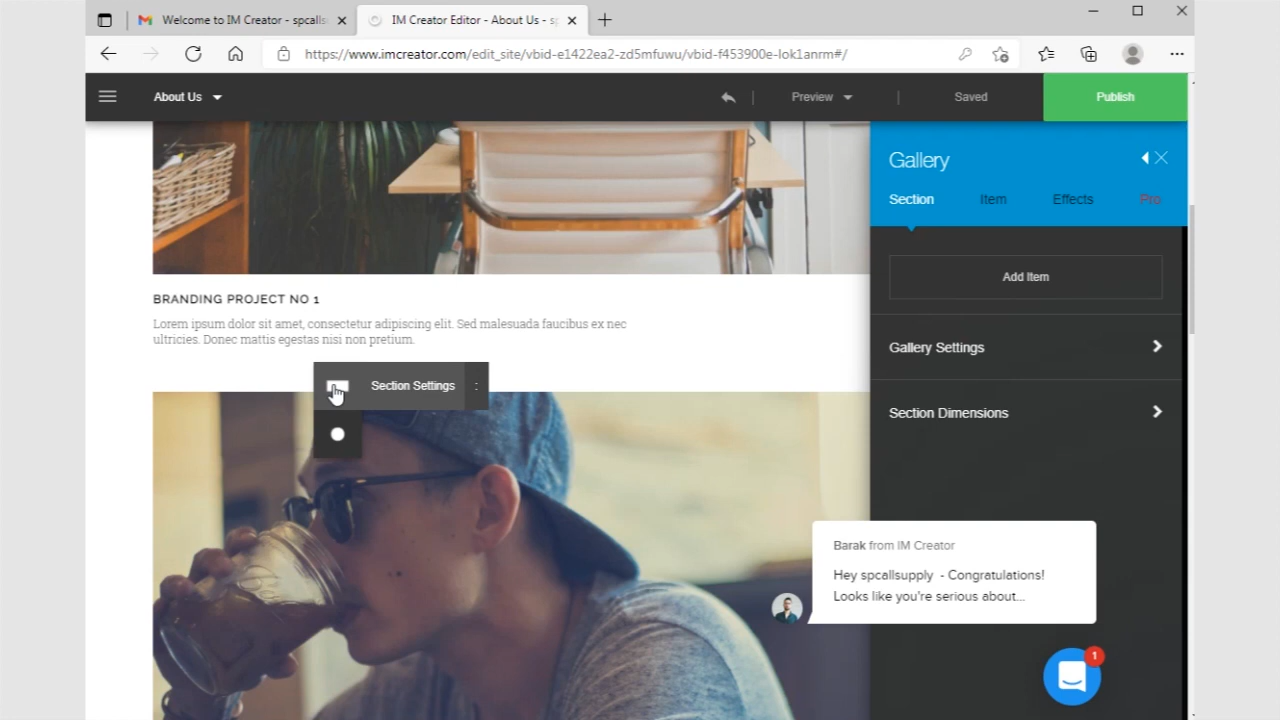 Welcome to IM Creator - spcalls
IM Creator Editor - About Us - sp
https://www.imcreator.com/edit_site/vbid-e1422ea2-zd5mfuwu/vbid-f453900e-lok1anrm#/
About Us
Preview
Saved
Publish
Gallery
Section
Item
Effects
Pro
Add Item
BRANDING PROJECT NO 1
Lorem ipsum dolor sit amet, consectetur adipiscing elit. Sed malesuada faucibus ex nec
ultricies. Donec mattis egestas nisi non pretium.
Gallery Settings
Section Settings
Section Dimensions
Barak from IM Creator
Hey spcallsupply - Congratulations!
Looks like you're serious about...
1